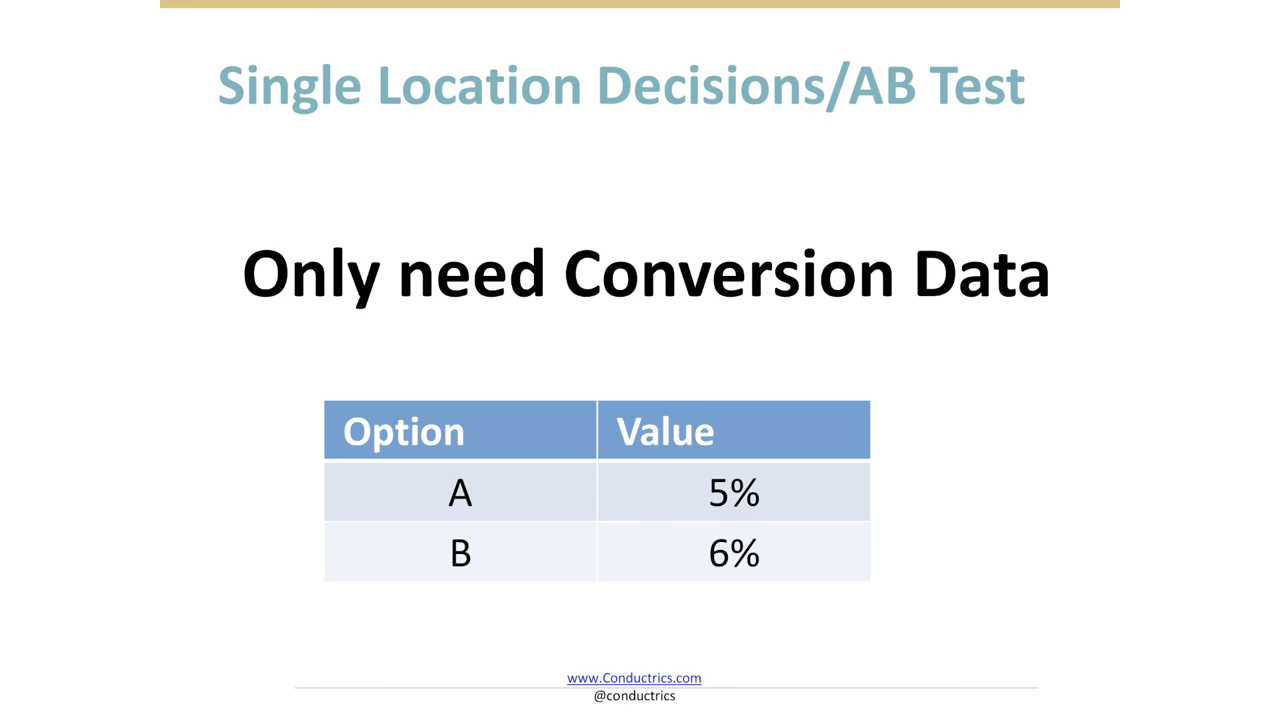 Single Location Decisions/AB Test
Only need Conversion Data
Option Value
A 5%
B 6%
www.Conductrics.com
@conductrics